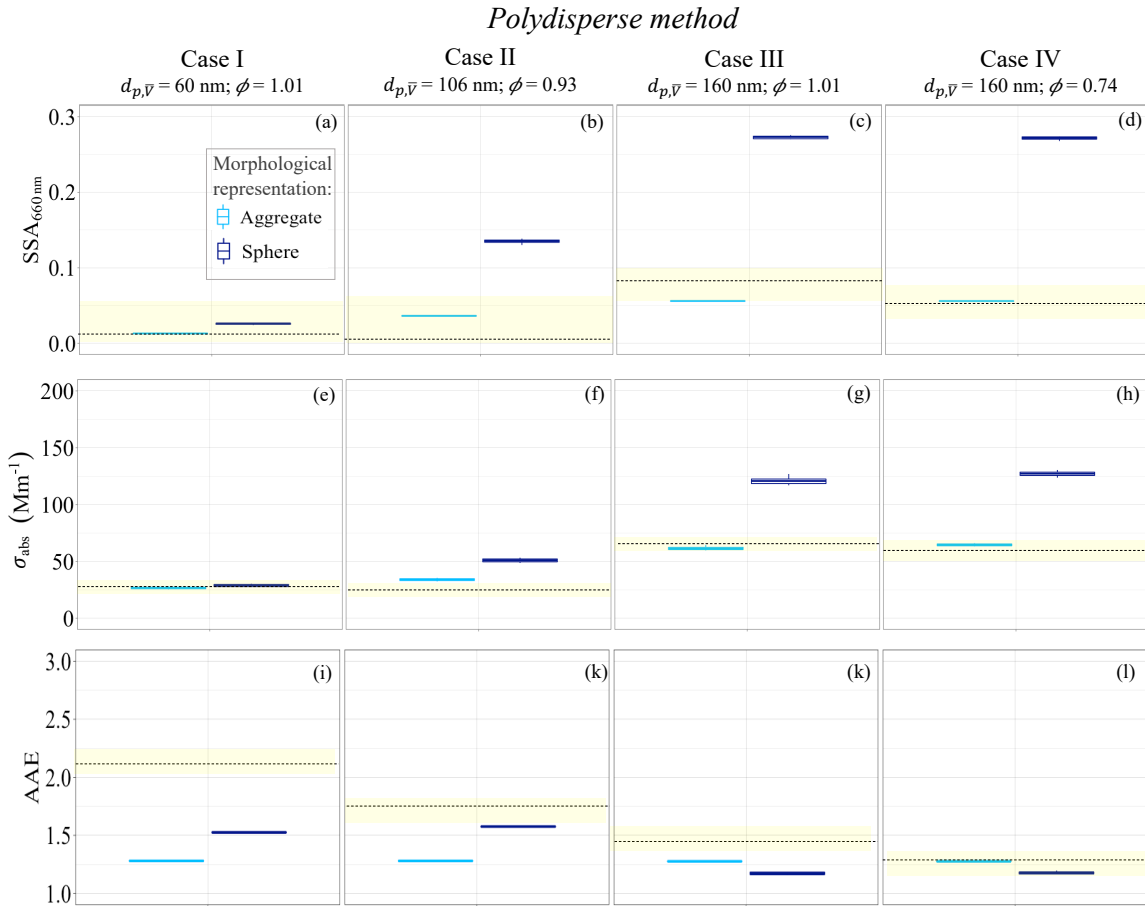 Polydisperse method
Case I
Case II
Case III
Case IV
d_{p,V̅} = 60 nm; ϕ = 1.01
d_{p,V̅} = 106 nm; ϕ = 0.93
d_{p,V̅} = 160 nm; ϕ = 1.01
d_{p,V̅} = 160 nm; ϕ = 0.74
SSA660 nm
0.3
0.2
0.1
0.0
(a)
(b)
(c)
(d)
Morphological
representation:
Aggregate
Sphere
σabs (Mm-1)
200
150
100
50
0
(e)
(f)
(g)
(h)
AAE
3.0
2.5
2.0
1.5
1.0
(i)
(k)
(k)
(l)